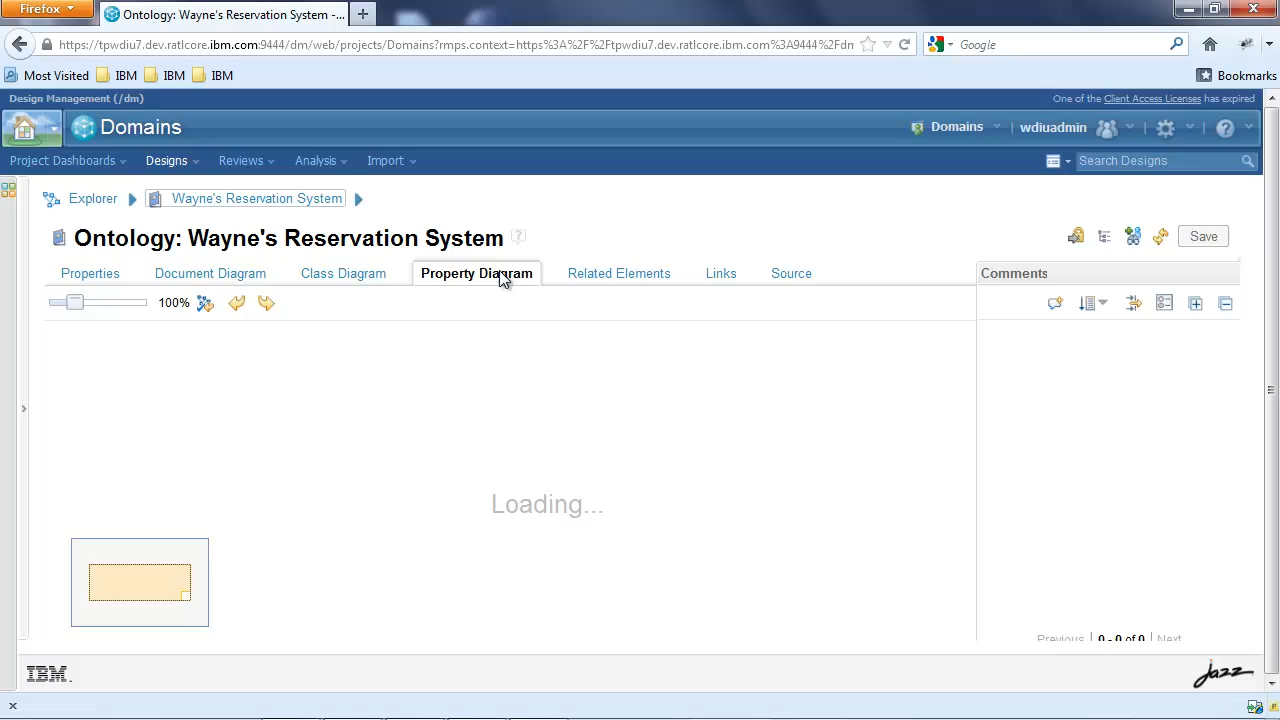 Firefox
Ontology: Wayne's Reservation System -...
https://tpwdiu7.dev.ratlcore.ibm.com:9444/dm/web/projects/Domains?rmps.context=https%3A%2F%2Ftpwdiu7.dev.ratlcore.ibm.com%3A9444%2Fdm
Google
Most Visited IBM IBM IBM Bookmarks
Design Management (/dm)
One of the Client Access Licenses has expired
Domains
Domains wdiuadmin
Project Dashboards Designs Reviews Analysis Import
Search Designs
Explorer Wayne's Reservation System
Ontology: Wayne's Reservation System ?
Save
Properties Document Diagram Class Diagram Property Diagram Related Elements Links Source
Comments
100%
Loading...
Previous 0 - 0 of 0 Next
IBM.
Jazz